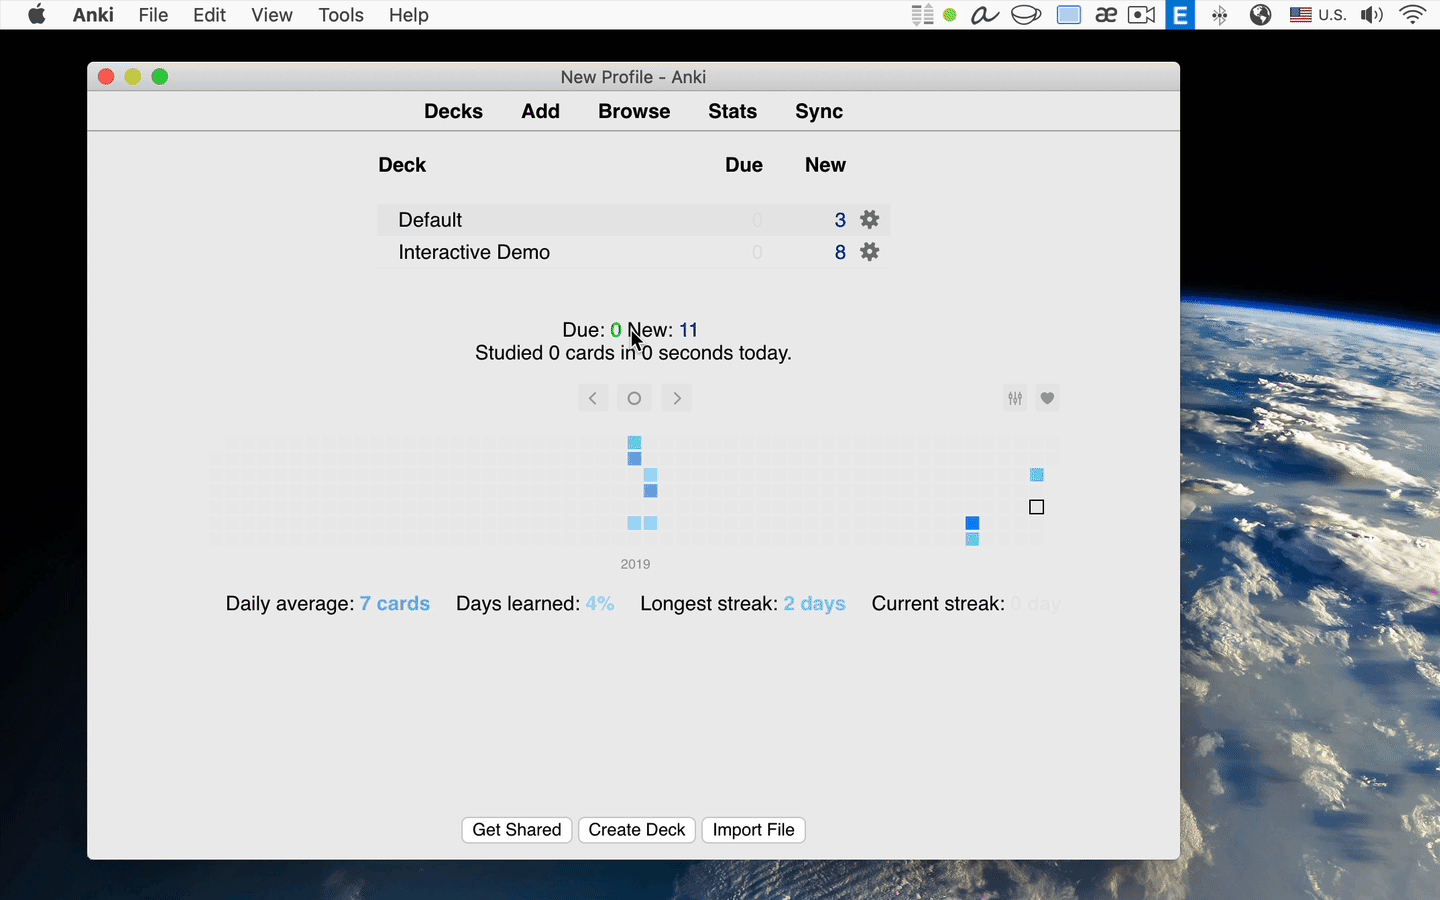 Anki File Edit View Tools Help æ E U.S.
New Profile - Anki
Decks Add Browse Stats Sync
Deck Due New
Default 0 3
Interactive Demo 0 8
Due: 0 New: 11
Studied 0 cards in 0 seconds today.
2019
Daily average: 7 cards Days learned: 4% Longest streak: 2 days Current streak: 0 day
Get Shared Create Deck Import File